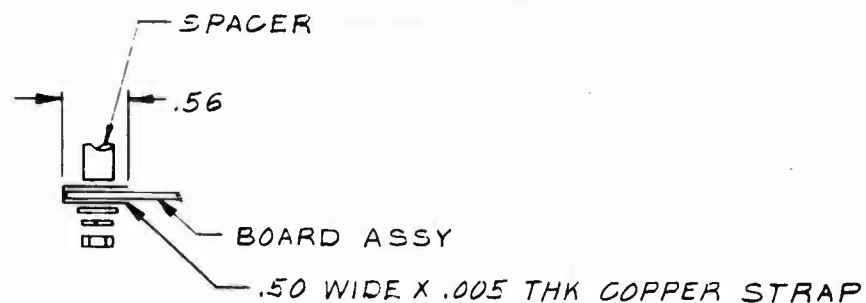 SPACER
.56
BOARD ASSY
.50 WIDE X .005 THK COPPER STRAP